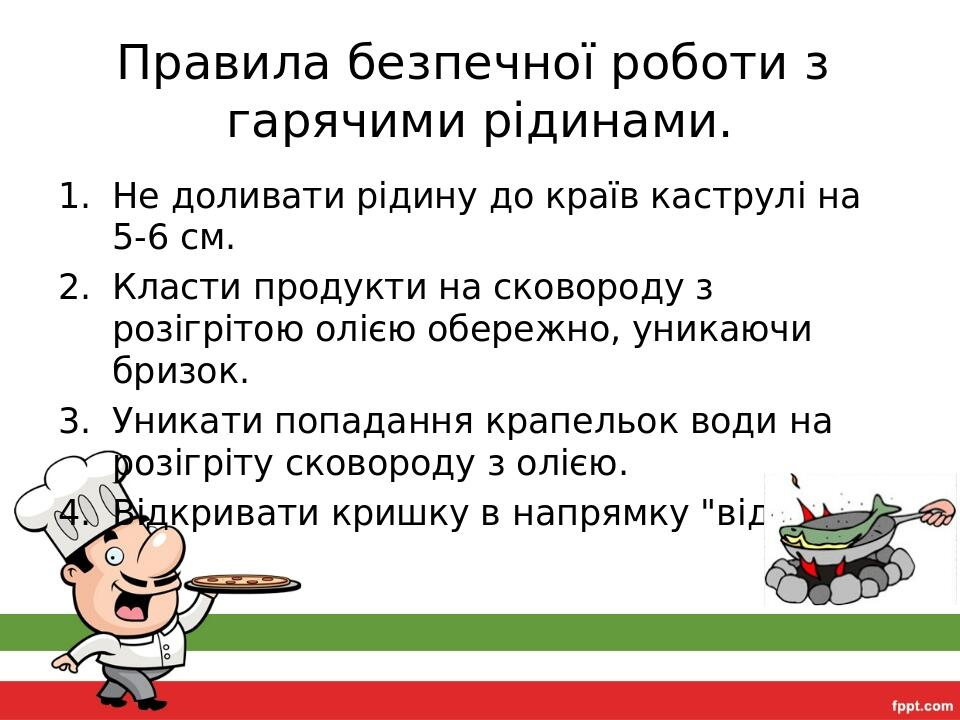 Правила безпечної роботи з
гарячими рідинами.
1. Не доливати рідину до країв каструлі на
5-6 см.
2. Класти продукти на сковороду з
розігрітою олією обережно, уникаючи
бризок.
3. Уникати попадання крапельок води на
розігріту сковороду з олією.
4. Відкривати кришку в напрямку "від
fppt.com